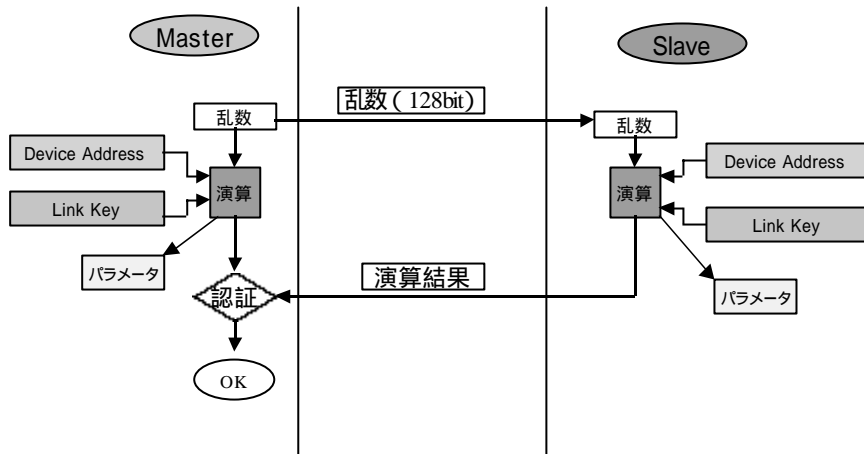 Master
Slave
乱数 ( 128bit)
乱数
乱数
Device Address
Device Address
演算
演算
Link Key
Link Key
パラメータ
演算結果
認証
パラメータ
OK